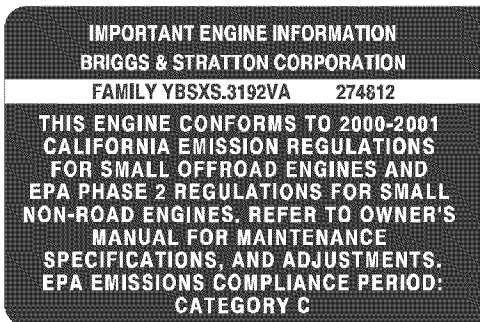 IMPORTANT ENGINE INFORMATION
BRIGGS & STRATTON CORPORATION
FAMILY YBSXS.3192VA 274812
THIS ENGINE CONFORMS TO 2000-2001
CALIFORNIA EMISSION REGULATIONS
FOR SMALL OFFROAD ENGINES AND
EPA PHASE 2 REGULATIONS FOR SMALL
NON-ROAD ENGINES. REFER TO OWNER'S
MANUAL FOR MAINTENANCE
SPECIFICATIONS, AND ADJUSTMENTS.
EPA EMISSIONS COMPLIANCE PERIOD:
CATEGORY C